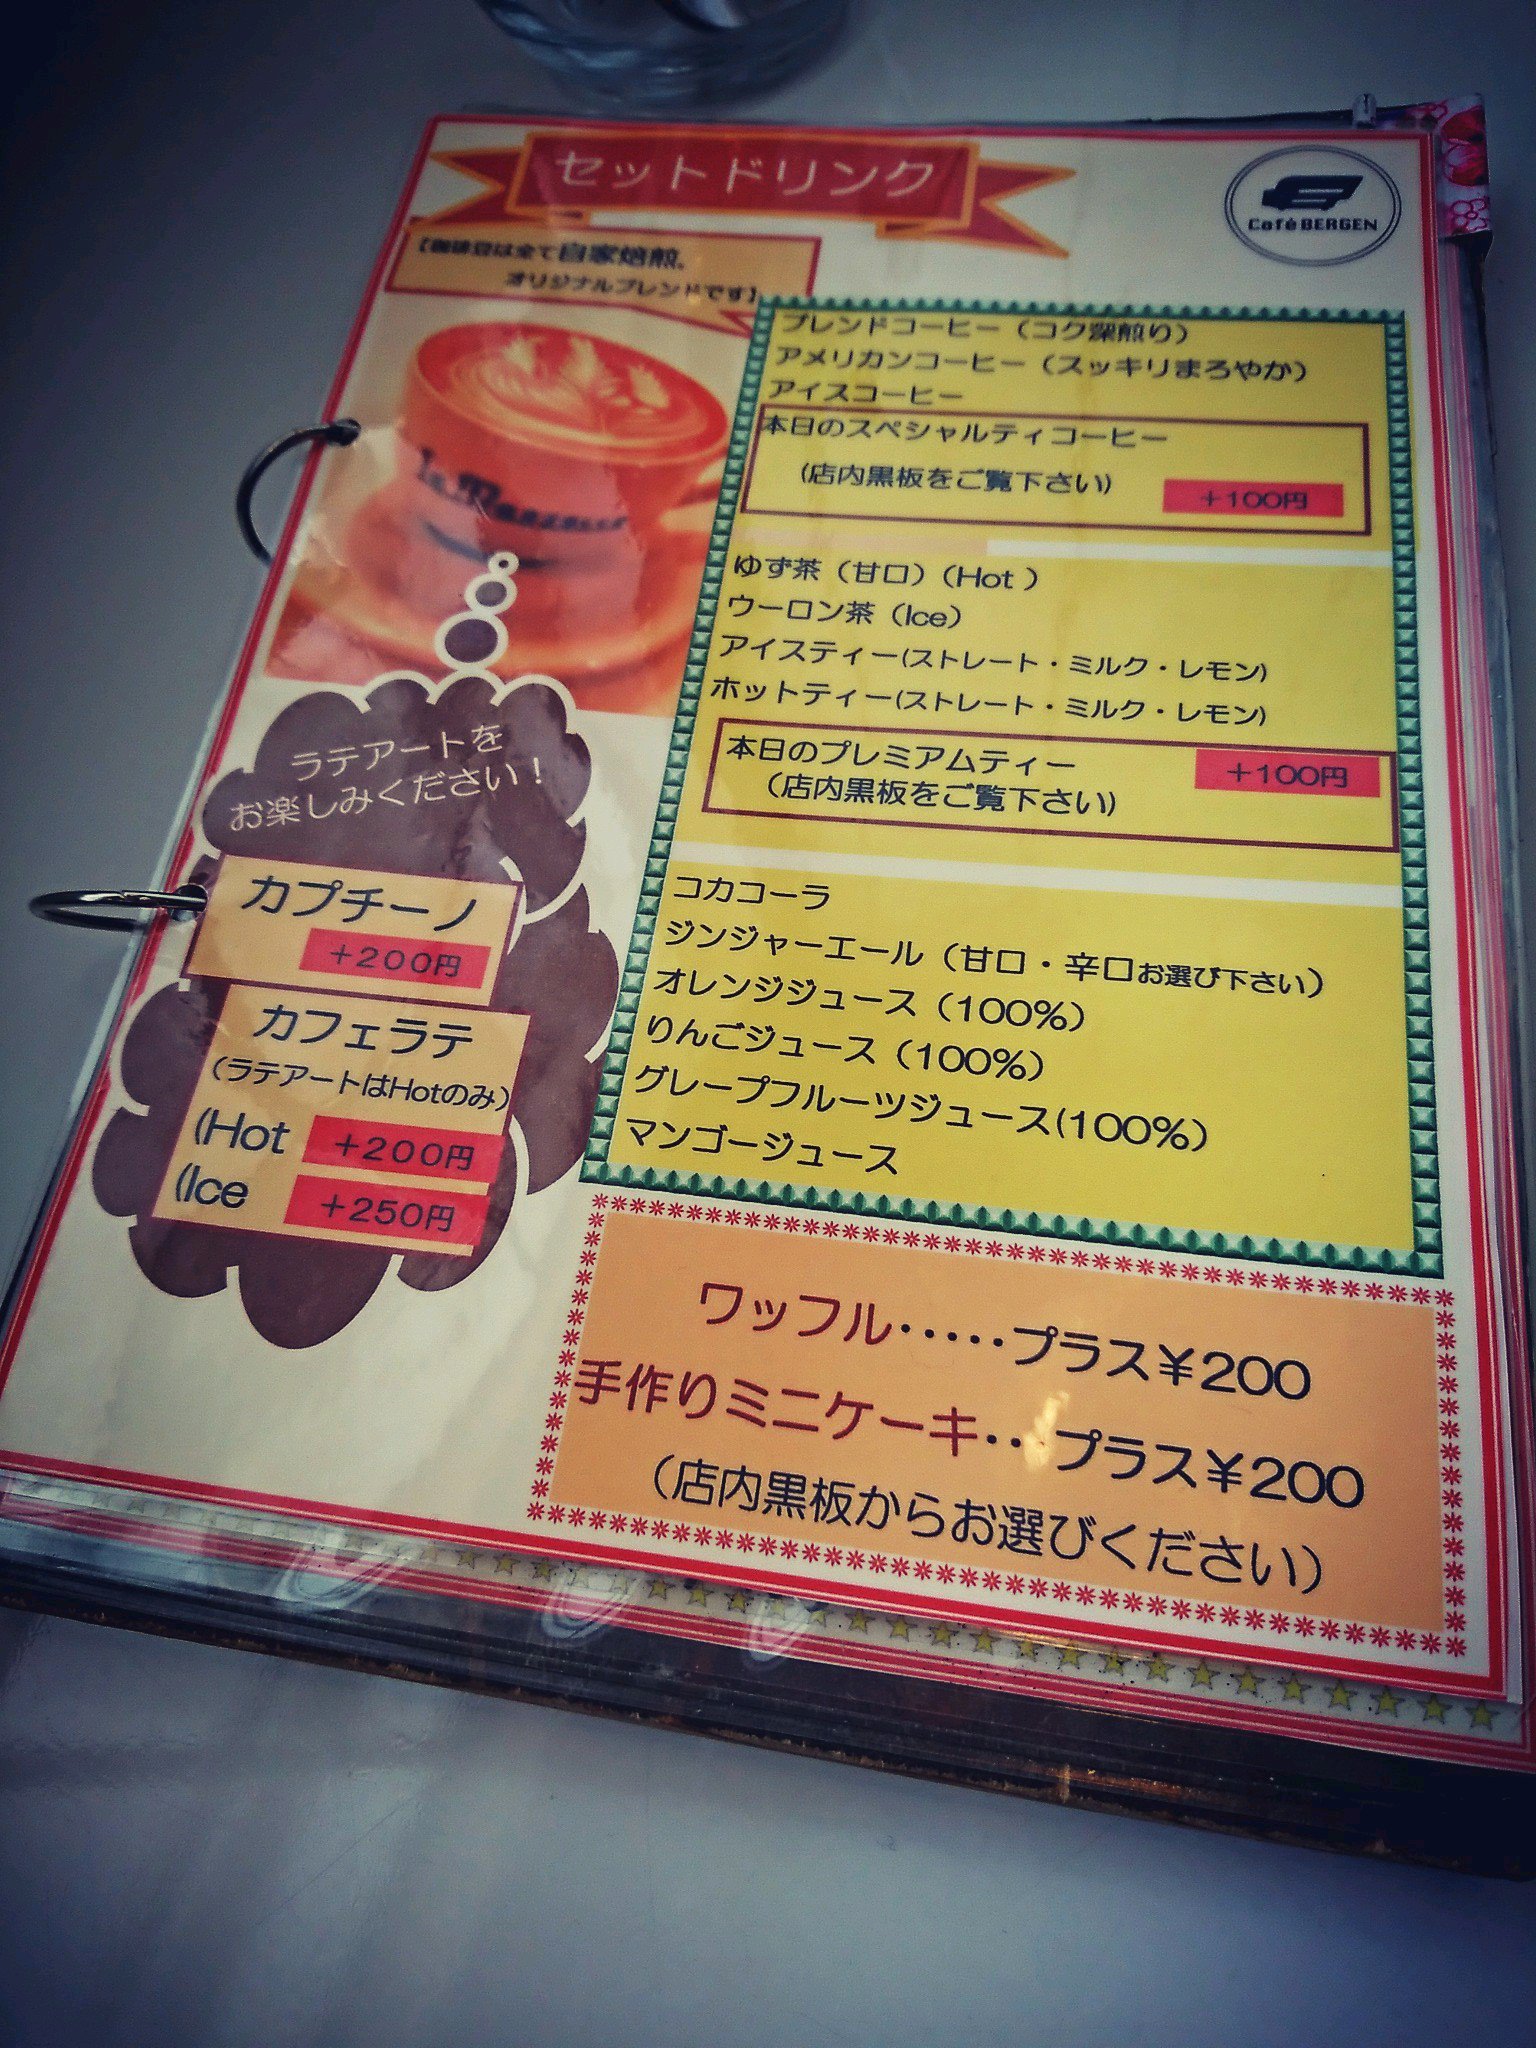 セットドリンク
Café BERGEN
【珈琲豆は全て自家焙煎。
オリジナルブレンドです】
ブレンドコーヒー（コク深煎り）
アメリカンコーヒー（スッキリまろやか）
アイスコーヒー
本日のスペシャルティコーヒー
（店内黒板をご覧下さい）
＋100円
ゆず茶（甘口）（Hot ）
ウーロン茶（Ice）
アイスティー(ストレート・ミルク・レモン)
ホットティー(ストレート・ミルク・レモン)
本日のプレミアムティー ＋100円
（店内黒板をご覧下さい）
コカコーラ
ジンジャーエール（甘口・辛口お選び下さい）
オレンジジュース（100%）
りんごジュース（100%）
グレープフルーツジュース(100%)
マンゴージュース
ラテアートを
お楽しみください！
カプチーノ
＋200円
カフェラテ
（ラテアートはHotのみ）
(Hot ＋200円
(Ice ＋250円
ワッフル・・・・・プラス￥200
手作りミニケーキ・・プラス￥200
（店内黒板からお選びください）